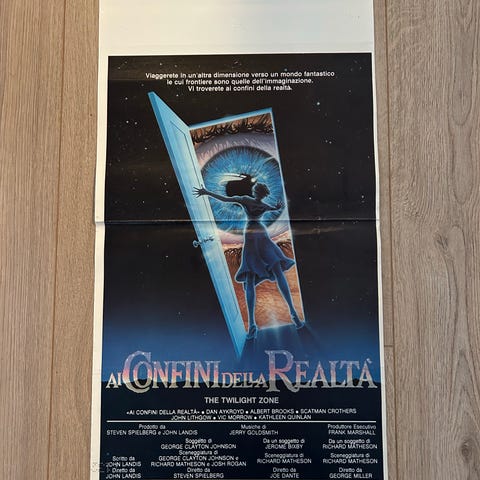 Viaggerete in un'altra dimensione verso un mondo fantastico
le cui frontiere sono quelle dell'immaginazione.
Vi troverete ai confini della realtà.
AI CONFINI DELLA REALTÀ
THE TWILIGHT ZONE
«AI CONFINI DELLA REALTÀ» • DAN AYKROYD • ALBERT BROOKS • SCATMAN CROTHERS
JOHN LITHGOW • VIC MORROW • KATHLEEN QUINLAN
Prodotto da
STEVEN SPIELBERG e JOHN LANDIS
Musiche di
JERRY GOLDSMITH
Produttore Esecutivo
FRANK MARSHALL
Scritto da
JOHN LANDIS
Diretto da
JOHN LANDIS
Soggetto di
GEORGE CLAYTON JOHNSON
Sceneggiatura di
GEORGE CLAYTON JOHNSON e
RICHARD MATHESON e JOSH ROGAN
Diretto da
STEVEN SPIELBERG
Da un soggetto di
JEROME BIXBY
Sceneggiatura di
RICHARD MATHESON
Diretto da
JOE DANTE
Da un soggetto di
RICHARD MATHESON
Sceneggiatura di
RICHARD MATHESON
Diretto da
GEORGE MILLER